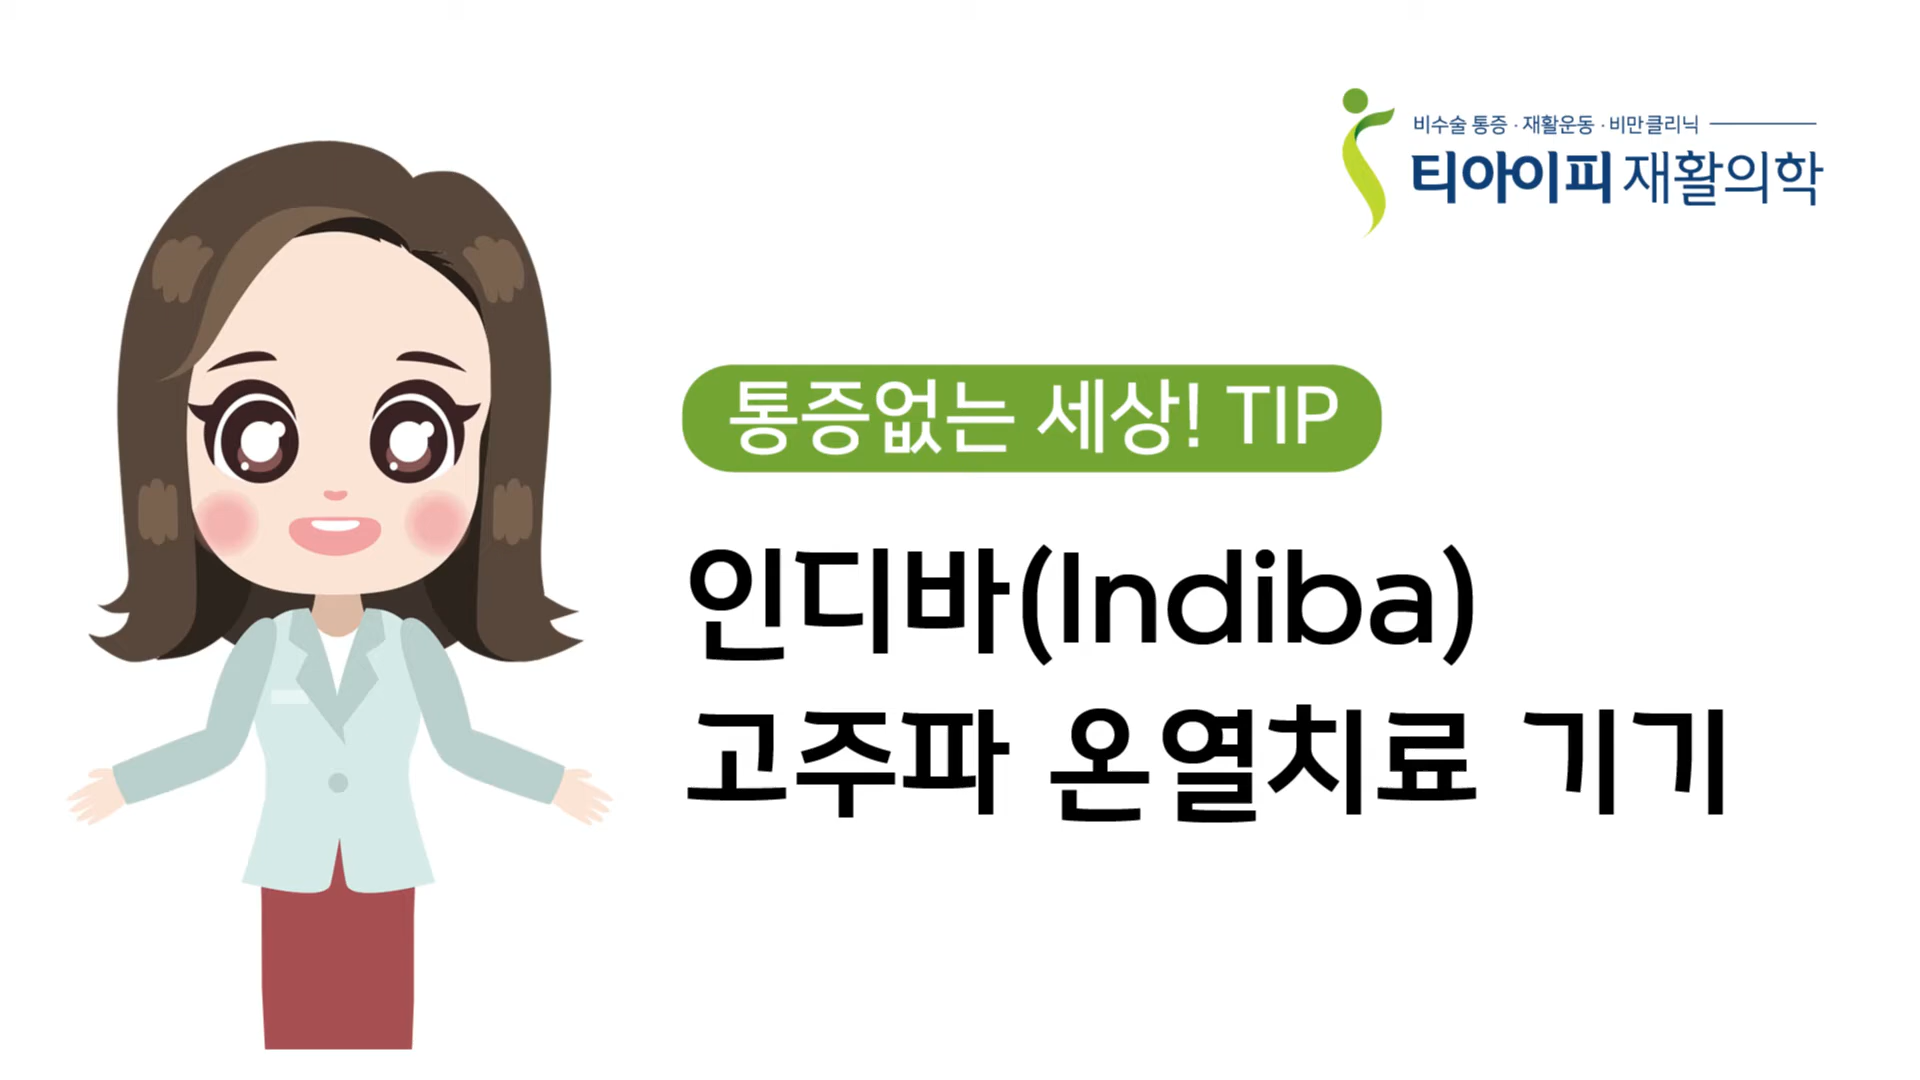 비수술 통증 · 재활운동 · 비만클리닉
티아이피 재활의학
통증없는 세상! TIP
인디바(Indiba)
고주파 온열치료 기기